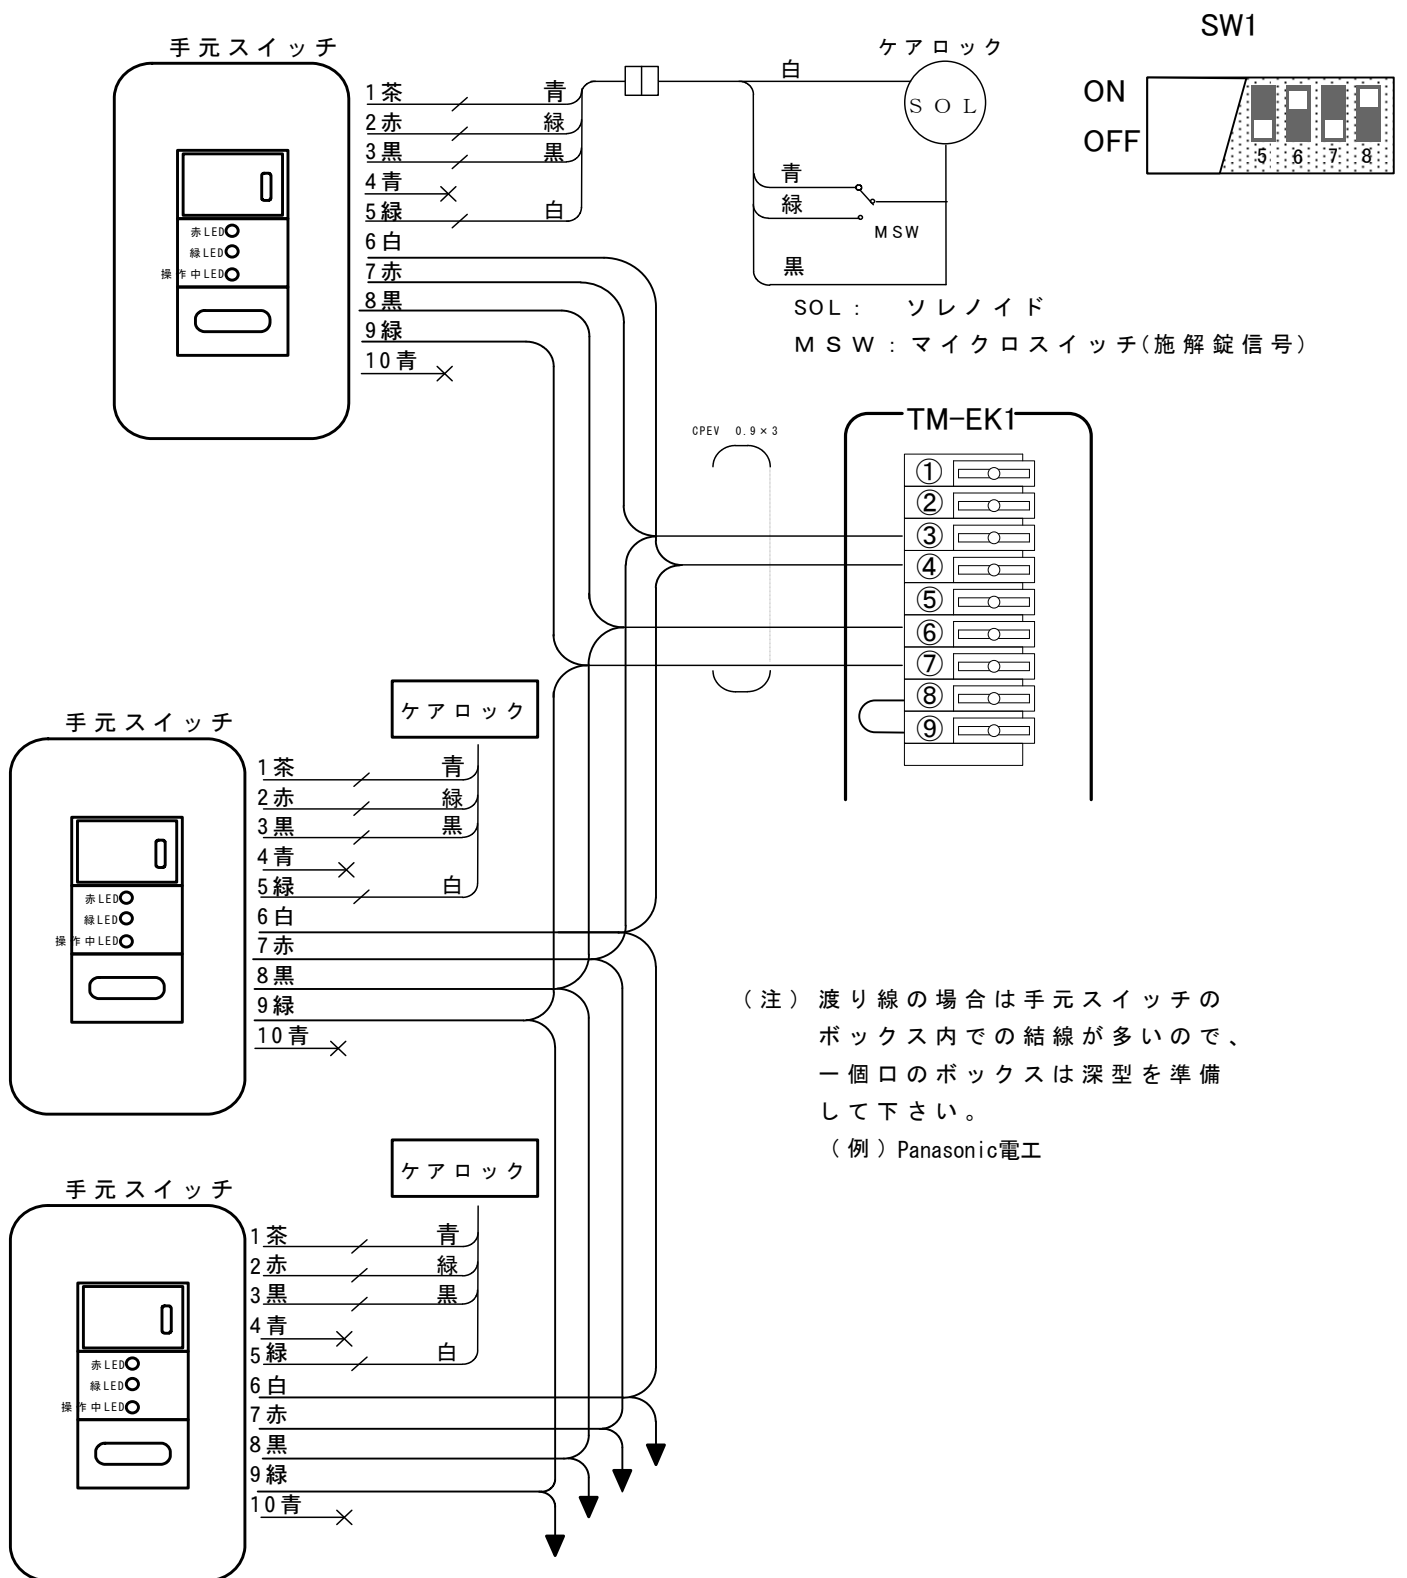 SW1
手元スイッチ
ケアロック
ON
OFF
5 6 7 8
白
SOL
1茶 青
2赤 緑
3黒 黒
4青
5緑 白
6白
7赤
8黒
9緑
10青
青
緑
MSW
黒
赤LED
緑LED
操作中LED
SOL： ソレノイド
MSW：マイクロスイッチ(施解錠信号)
CPEV 0.9×3
TM-EK1
①
②
③
④
⑤
⑥
⑦
⑧
⑨
手元スイッチ
ケアロック
1茶 青
2赤 緑
3黒 黒
4青
5緑 白
6白
7赤
8黒
9緑
10青
赤LED
緑LED
操作中LED
（注）渡り線の場合は手元スイッチの
ボックス内での結線が多いので、
一個口のボックスは深型を準備
して下さい。
（例）Panasonic電工
手元スイッチ
ケアロック
1茶 青
2赤 緑
3黒 黒
4青
5緑 白
6白
7赤
8黒
9緑
10青
赤LED
緑LED
操作中LED